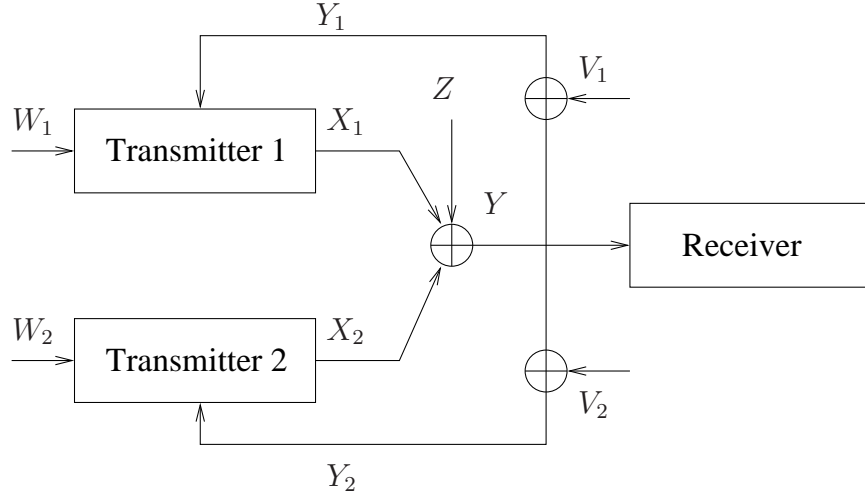 Y₁
V₁
Z
W₁
X₁
Transmitter 1
Y
Receiver
W₂
X₂
Transmitter 2
V₂
Y₂